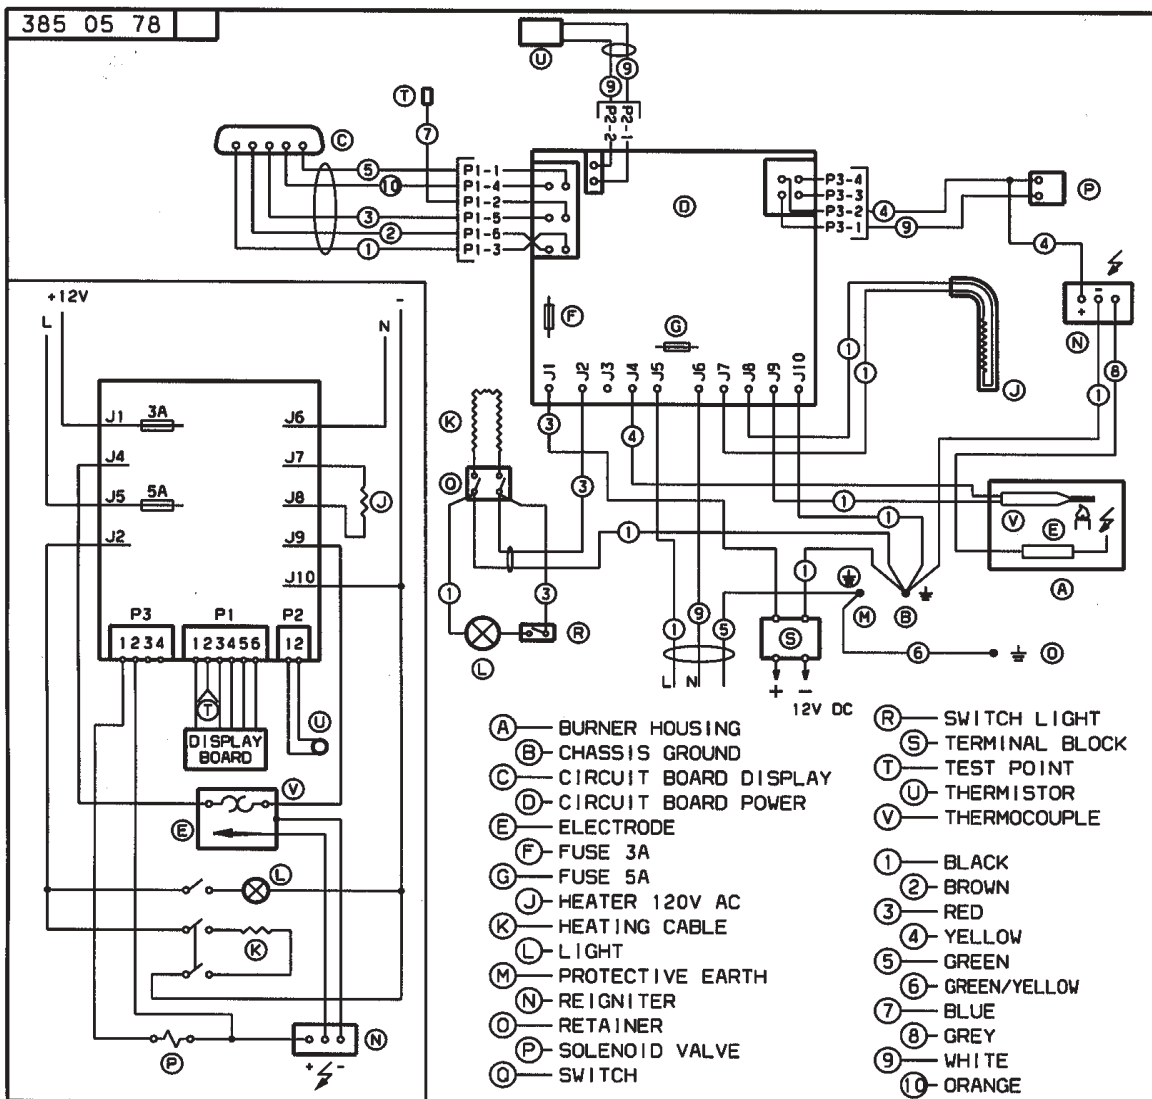 385 05 78
U
9
9
P2-2
P2-1
T
7
C
5
10
3
2
1
P1-1
P1-4
P1-2
P1-5
P1-6
P1-3
D
P3-4
P3-3
P3-2
P3-1
4
9
P
4
+ -
N
F
G
J1
J2
J3
J4
J5
J6
J7
J8
J9
J10
1
1
J
1
8
K
Q
3
4
3
1
1
1
V
E
A
1
3
L
R
1
9
5
L N
1
S
+ -
12V DC
M
B
6
O
+12V
-
L
N
J1
3A
J4
J5
5A
J2
J6
J7
J8
J9
J10
J
P3
P1
P2
1234
123456
12
T
U
DISPLAY
BOARD
V
E
L
K
P
N
+ -
A BURNER HOUSING
B CHASSIS GROUND
C CIRCUIT BOARD DISPLAY
D CIRCUIT BOARD POWER
E ELECTRODE
F FUSE 3A
G FUSE 5A
J HEATER 120V AC
K HEATING CABLE
L LIGHT
M PROTECTIVE EARTH
N REIGNITER
O RETAINER
P SOLENOID VALVE
Q SWITCH
R SWITCH LIGHT
S TERMINAL BLOCK
T TEST POINT
U THERMISTOR
V THERMOCOUPLE
1 BLACK
2 BROWN
3 RED
4 YELLOW
5 GREEN
6 GREEN/YELLOW
7 BLUE
8 GREY
9 WHITE
10 ORANGE